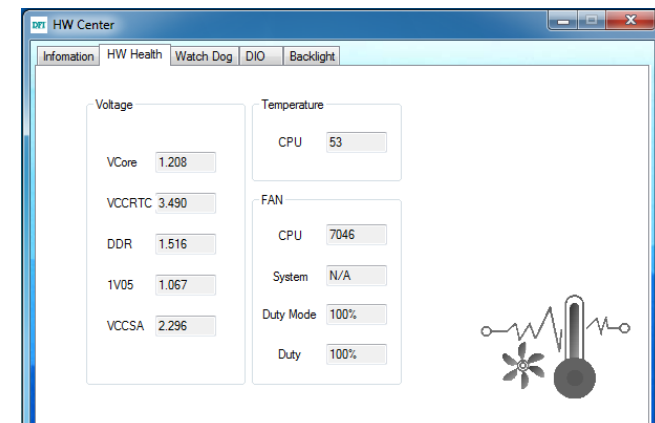 DFI HW Center
Infomation HW Health Watch Dog DIO Backlight
Voltage
VCore 1.208
VCCRTC 3.490
DDR 1.516
1V05 1.067
VCCSA 2.296
Temperature
CPU 53
FAN
CPU 7046
System N/A
Duty Mode 100%
Duty 100%